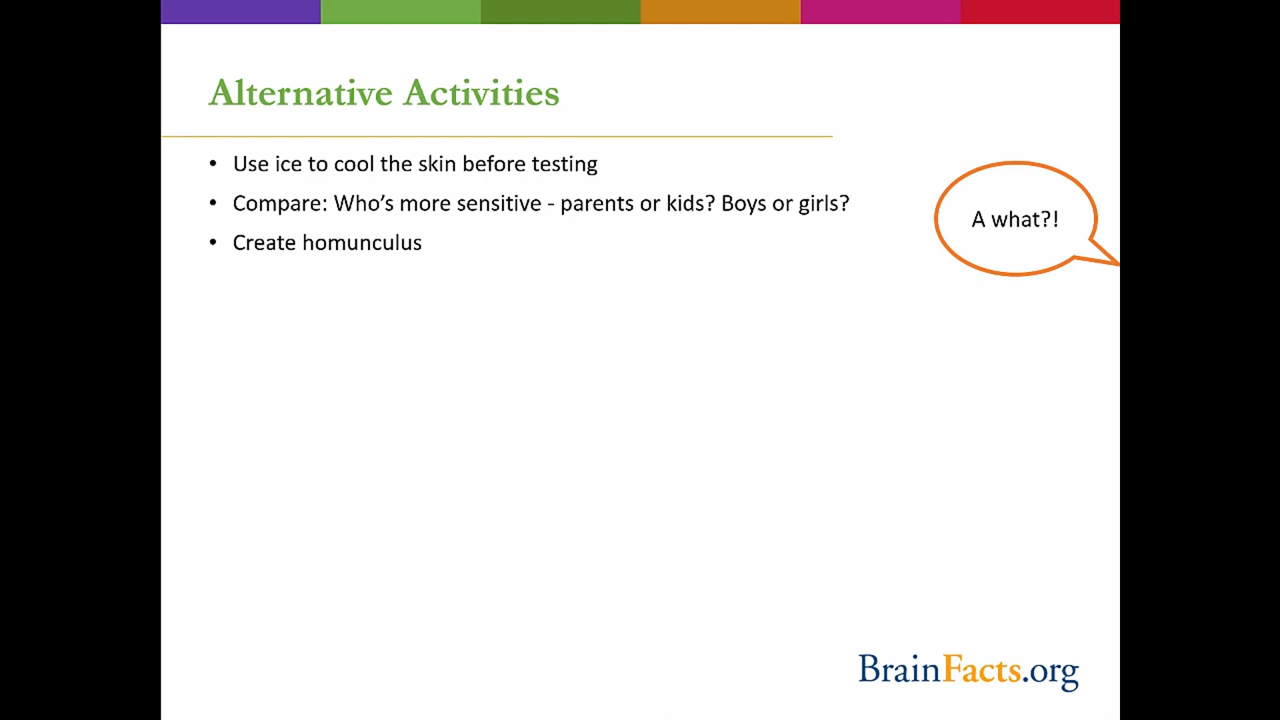 Alternative Activities
• Use ice to cool the skin before testing
• Compare: Who’s more sensitive - parents or kids? Boys or girls?
• Create homunculus
A what?!
BrainFacts.org